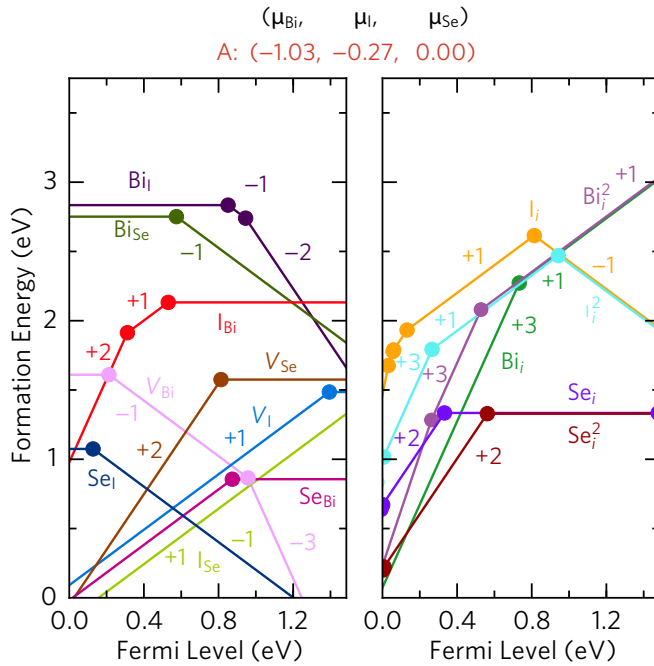 (μBi, μI, μSe)
A: (−1.03, −0.27, 0.00)
Formation Energy (eV)
3
2
1
0
BiI
−1
BiSe
−1
−2
+1
IBi
+2
VSe
VBi
−1
VI
+1
+2
SeI
SeBi
+1
−1
ISe
−3
0.0 0.4 0.8 1.2
Fermi Level (eV)
+1
Ii
Bii2
+1
−1
+1
+1
Ii2
+3
+3
+3
Bii
Sei
+2
Sei2
+2
0.0 0.4 0.8 1.2
Fermi Level (eV)